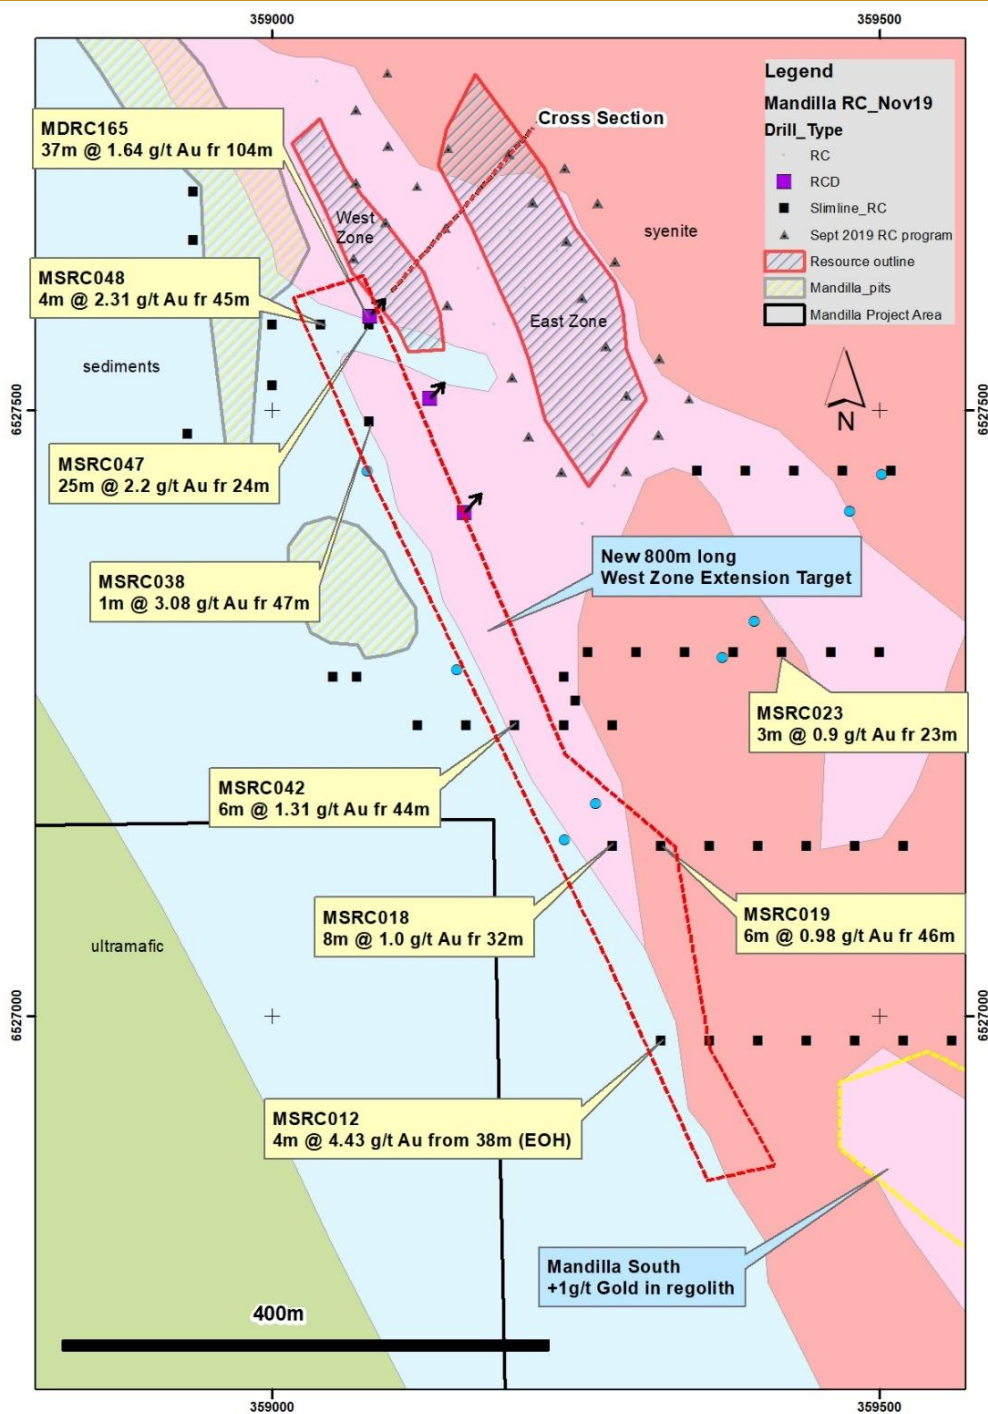 359000
359500
Legend
Mandilla RC_Nov19
Drill_Type
RC
RCD
Slimline_RC
Sept 2019 RC program
Resource outline
Mandilla_pits
Mandilla Project Area
MDRC165
37m @ 1.64 g/t Au fr 104m
Cross Section
West
Zone
syenite
MSRC048
4m @ 2.31 g/t Au fr 45m
East Zone
sediments
N
6527500
6527500
MSRC047
25m @ 2.2 g/t Au fr 24m
New 800m long
West Zone Extension Target
MSRC038
1m @ 3.08 g/t Au fr 47m
MSRC023
3m @ 0.9 g/t Au fr 23m
MSRC042
6m @ 1.31 g/t Au fr 44m
MSRC018
8m @ 1.0 g/t Au fr 32m
MSRC019
6m @ 0.98 g/t Au fr 46m
ultramafic
6527000
6527000
MSRC012
4m @ 4.43 g/t Au from 38m (EOH)
Mandilla South
+1g/t Gold in regolith
400m
359000
359500